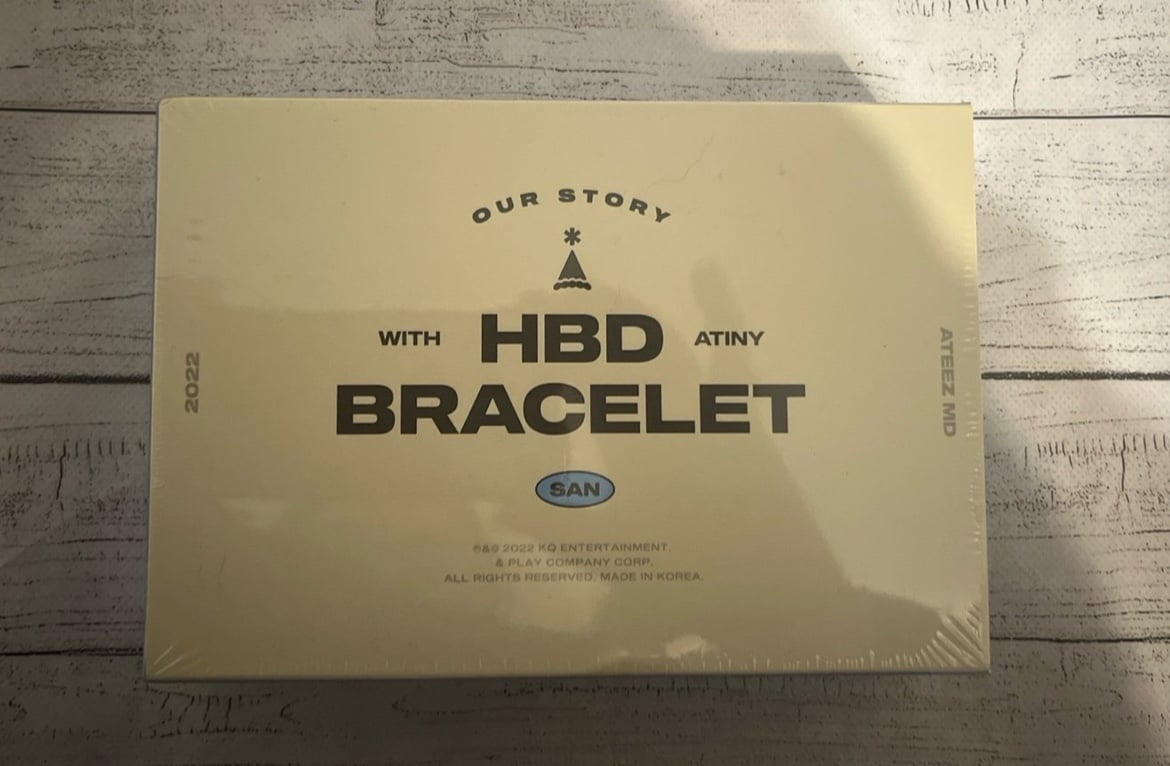 OUR STORY
WITH HBD ATINY
BRACELET
SAN
2022
ATEEZ MD
℗&© 2022 KQ ENTERTAINMENT.
& PLAY COMPANY CORP.
ALL RIGHTS RESERVED. MADE IN KOREA.